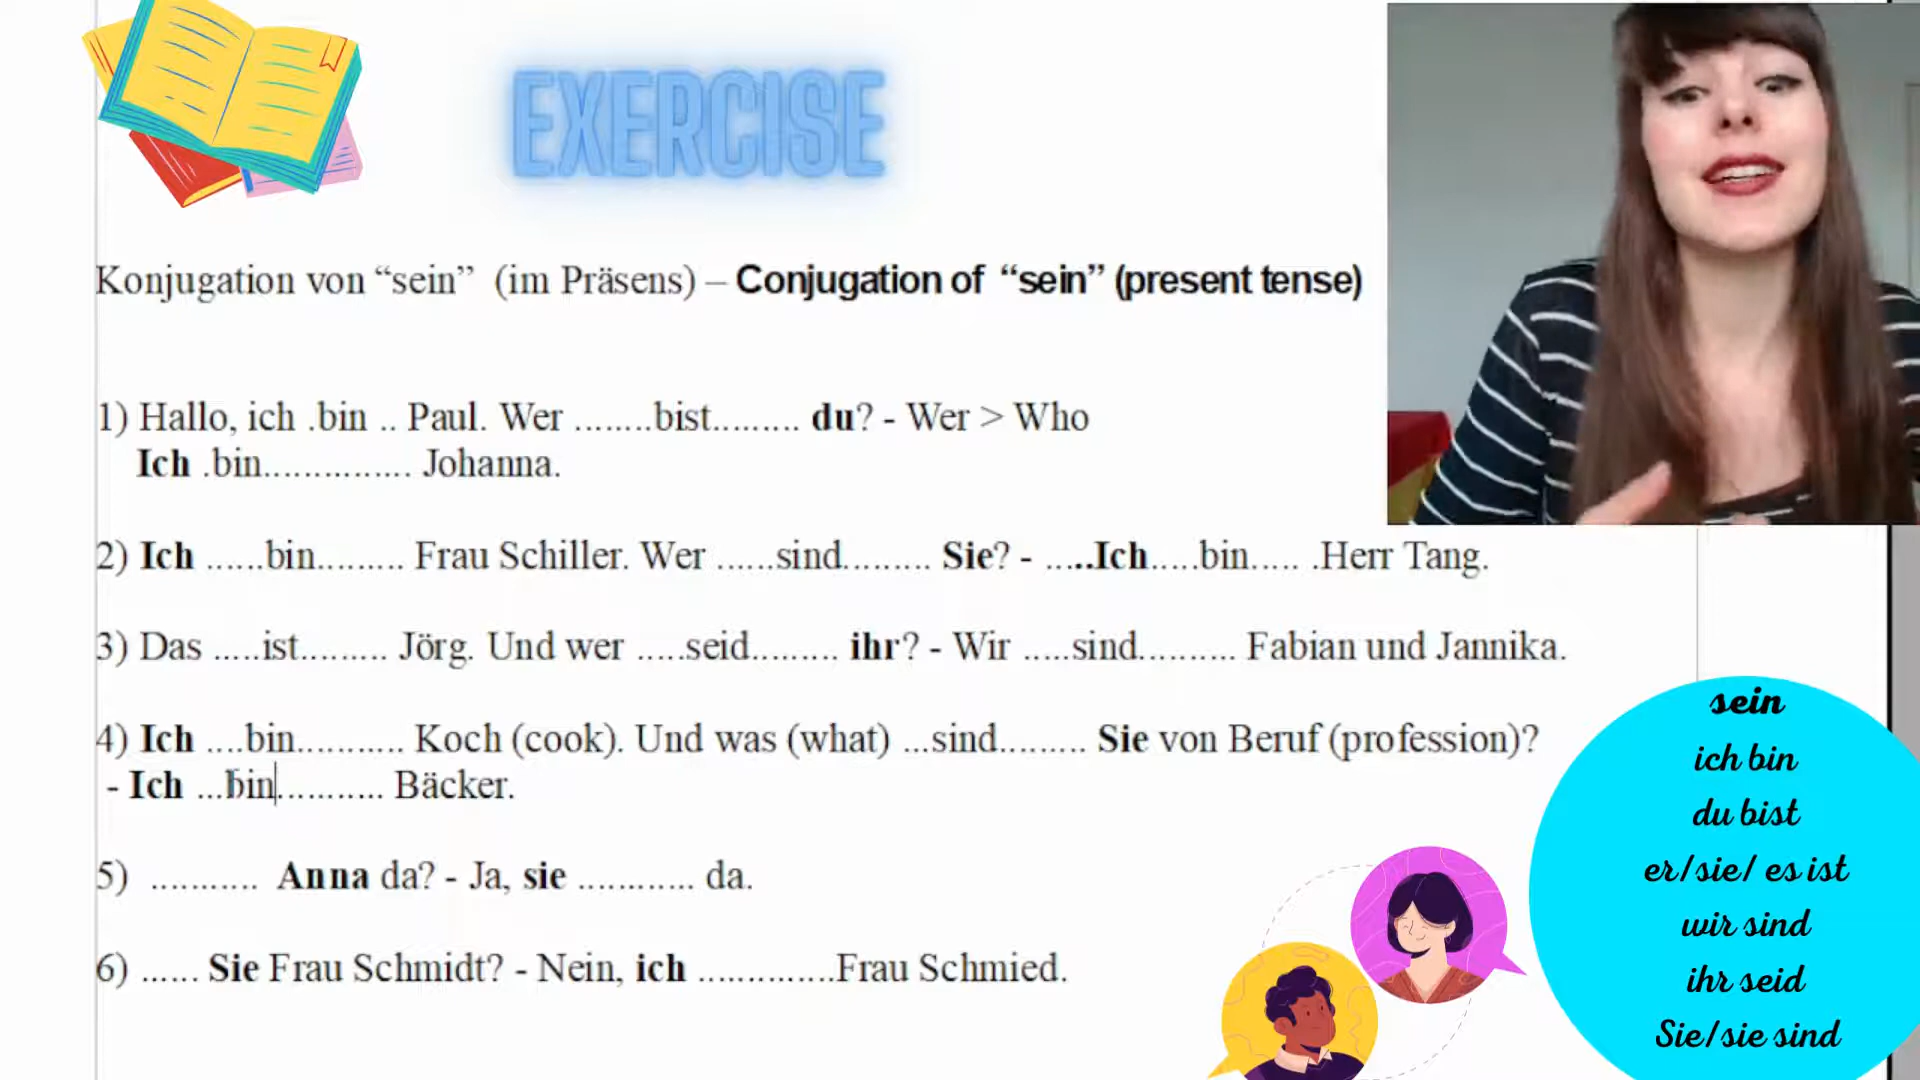 EXERCISE
Konjugation von “sein” (im Präsens) – Conjugation of “sein” (present tense)
1) Hallo, ich .bin .. Paul. Wer ........bist......... du? - Wer > Who
Ich .bin............... Johanna.
2) Ich ......bin......... Frau Schiller. Wer ......sind......... Sie? - .....Ich.....bin..... .Herr Tang.
3) Das .....ist......... Jörg. Und wer .....seid......... ihr? - Wir .....sind.......... Fabian und Jannika.
4) Ich ....bin........... Koch (cook). Und was (what) ...sind......... Sie von Beruf (profession)?
- Ich ...bin........... Bäcker.
5) ........... Anna da? - Ja, sie ............ da.
6) ...... Sie Frau Schmidt? - Nein, ich ..............Frau Schmied.
sein
ich bin
du bist
er/sie/ es ist
wir sind
ihr seid
Sie/sie sind